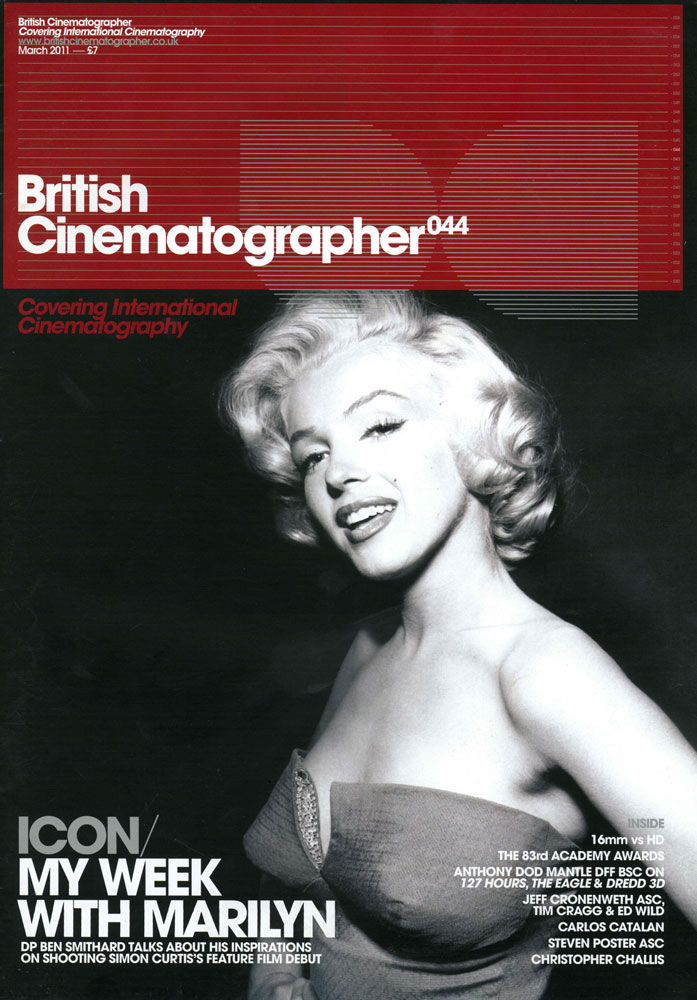 British Cinematographer
Covering International Cinematography
www.britishcinematographer.co.uk
March 2011 — £7
British
Cinematographer 044
Covering International
Cinematography
ICON/
MY WEEK
WITH MARILYN
DP BEN SMITHARD TALKS ABOUT HIS INSPIRATIONS
ON SHOOTING SIMON CURTIS'S FEATURE FILM DEBUT
INSIDE
16mm vs HD
THE 83rd ACADEMY AWARDS
ANTHONY DOD MANTLE DFF BSC ON
127 HOURS, THE EAGLE & DREDD 3D
JEFF CRONENWETH ASC,
TIM CRAGG & ED WILD
CARLOS CATALAN
STEVEN POSTER ASC
CHRISTOPHER CHALLIS